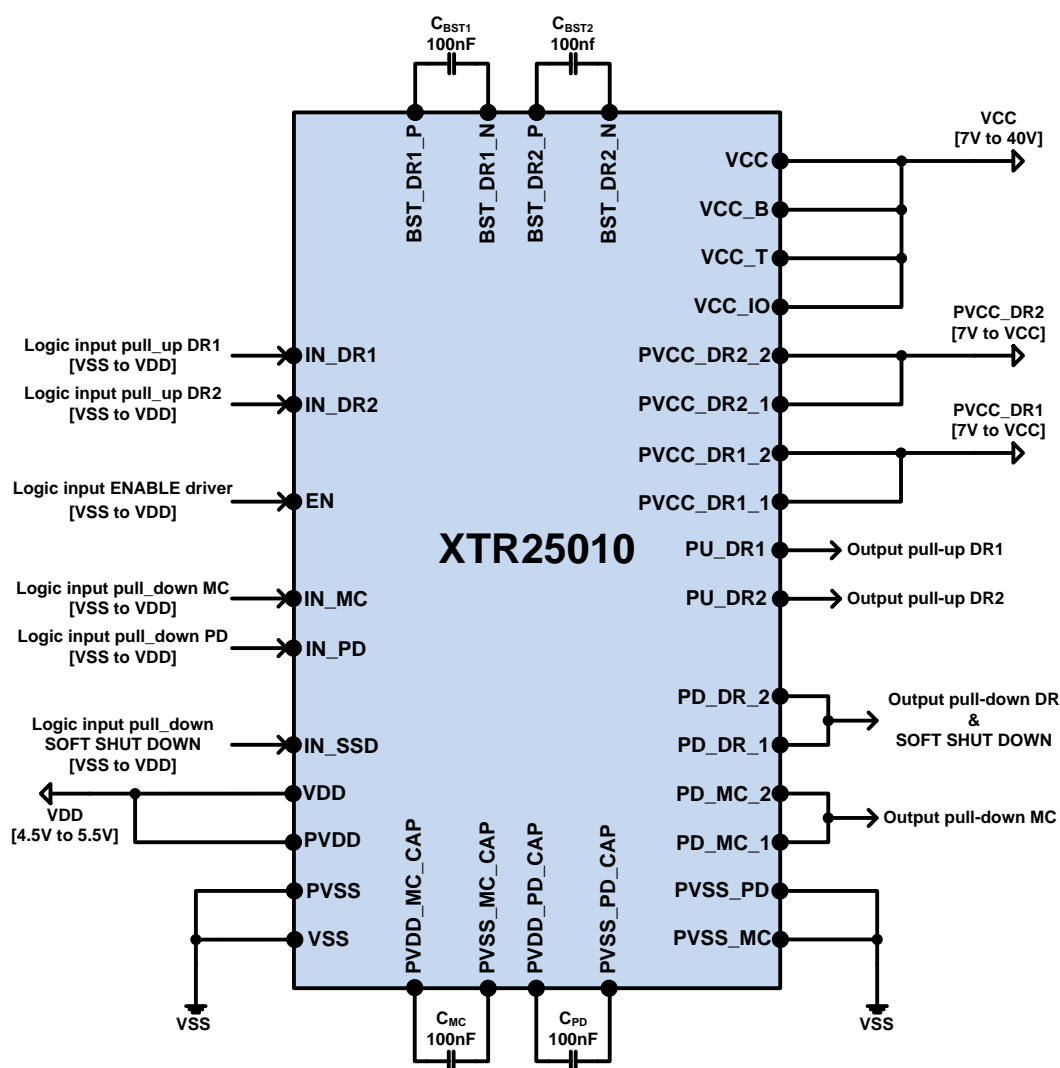 CBST1
100nF
CBST2
100nf
BST_DR1_P
BST_DR1_N
BST_DR2_P
BST_DR2_N
VCC
[7V to 40V]
VCC
VCC_B
VCC_T
VCC_IO
PVCC_DR2
[7V to VCC]
Logic input pull_up DR1
[VSS to VDD]
IN_DR1
PVCC_DR2_2
Logic input pull_up DR2
[VSS to VDD]
IN_DR2
PVCC_DR2_1
PVCC_DR1
[7V to VCC]
PVCC_DR1_2
Logic input ENABLE driver
[VSS to VDD]
EN
PVCC_DR1_1
XTR25010
PU_DR1
Output pull-up DR1
Logic input pull_down MC
[VSS to VDD]
IN_MC
PU_DR2
Output pull-up DR2
Logic input pull_down PD
[VSS to VDD]
IN_PD
PD_DR_2
Output pull-down DR
&
SOFT SHUT DOWN
Logic input pull_down
SOFT SHUT DOWN
[VSS to VDD]
IN_SSD
PD_DR_1
VDD
VDD
[4.5V to 5.5V]
PD_MC_2
Output pull-down MC
PVDD
PD_MC_1
PVSS
PVSS_PD
VSS
PVSS_MC
PVDD_MC_CAP
PVSS_MC_CAP
PVDD_PD_CAP
PVSS_PD_CAP
VSS
CMC
100nF
CPD
100nF
VSS